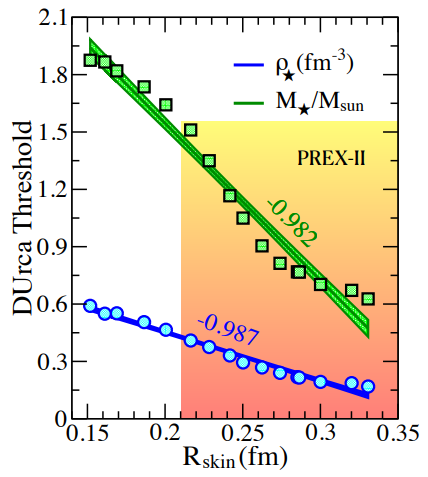 2.1
1.8
1.5
1.2
0.9
0.6
0.3
0
DUrca Threshold
ρ★(fm-3)
M★/Msun
PREX-II
-0.982
-0.987
0.15 0.2 0.25 0.3 0.35
Rskin(fm)